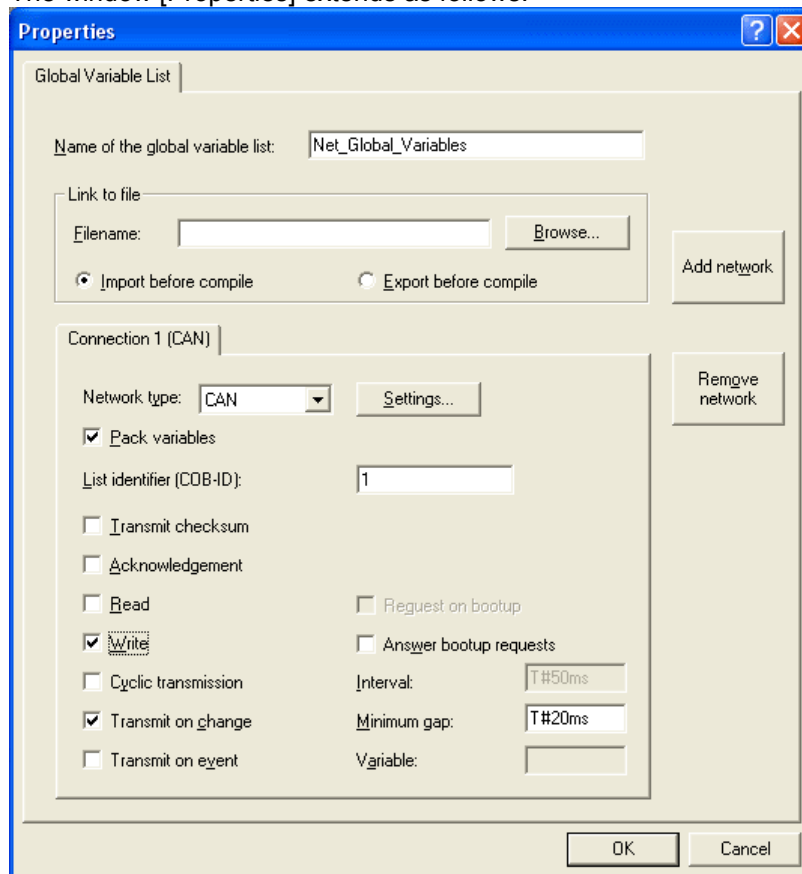 The window [Properties] extends as follows:
Properties
Global Variable List
Name of the global variable list: Net_Global_Variables
Link to file
Filename: Browse...
Import before compile Export before compile
Add network
Connection 1 (CAN)
Remove network
Network type: CAN Settings...
Pack variables
List identifier (COB-ID): 1
Transmit checksum
Acknowledgement
Read Request on bootup
Write Answer bootup requests
Cyclic transmission Interval: T#50ms
Transmit on change Minimum gap: T#20ms
Transmit on event Variable:
OK Cancel